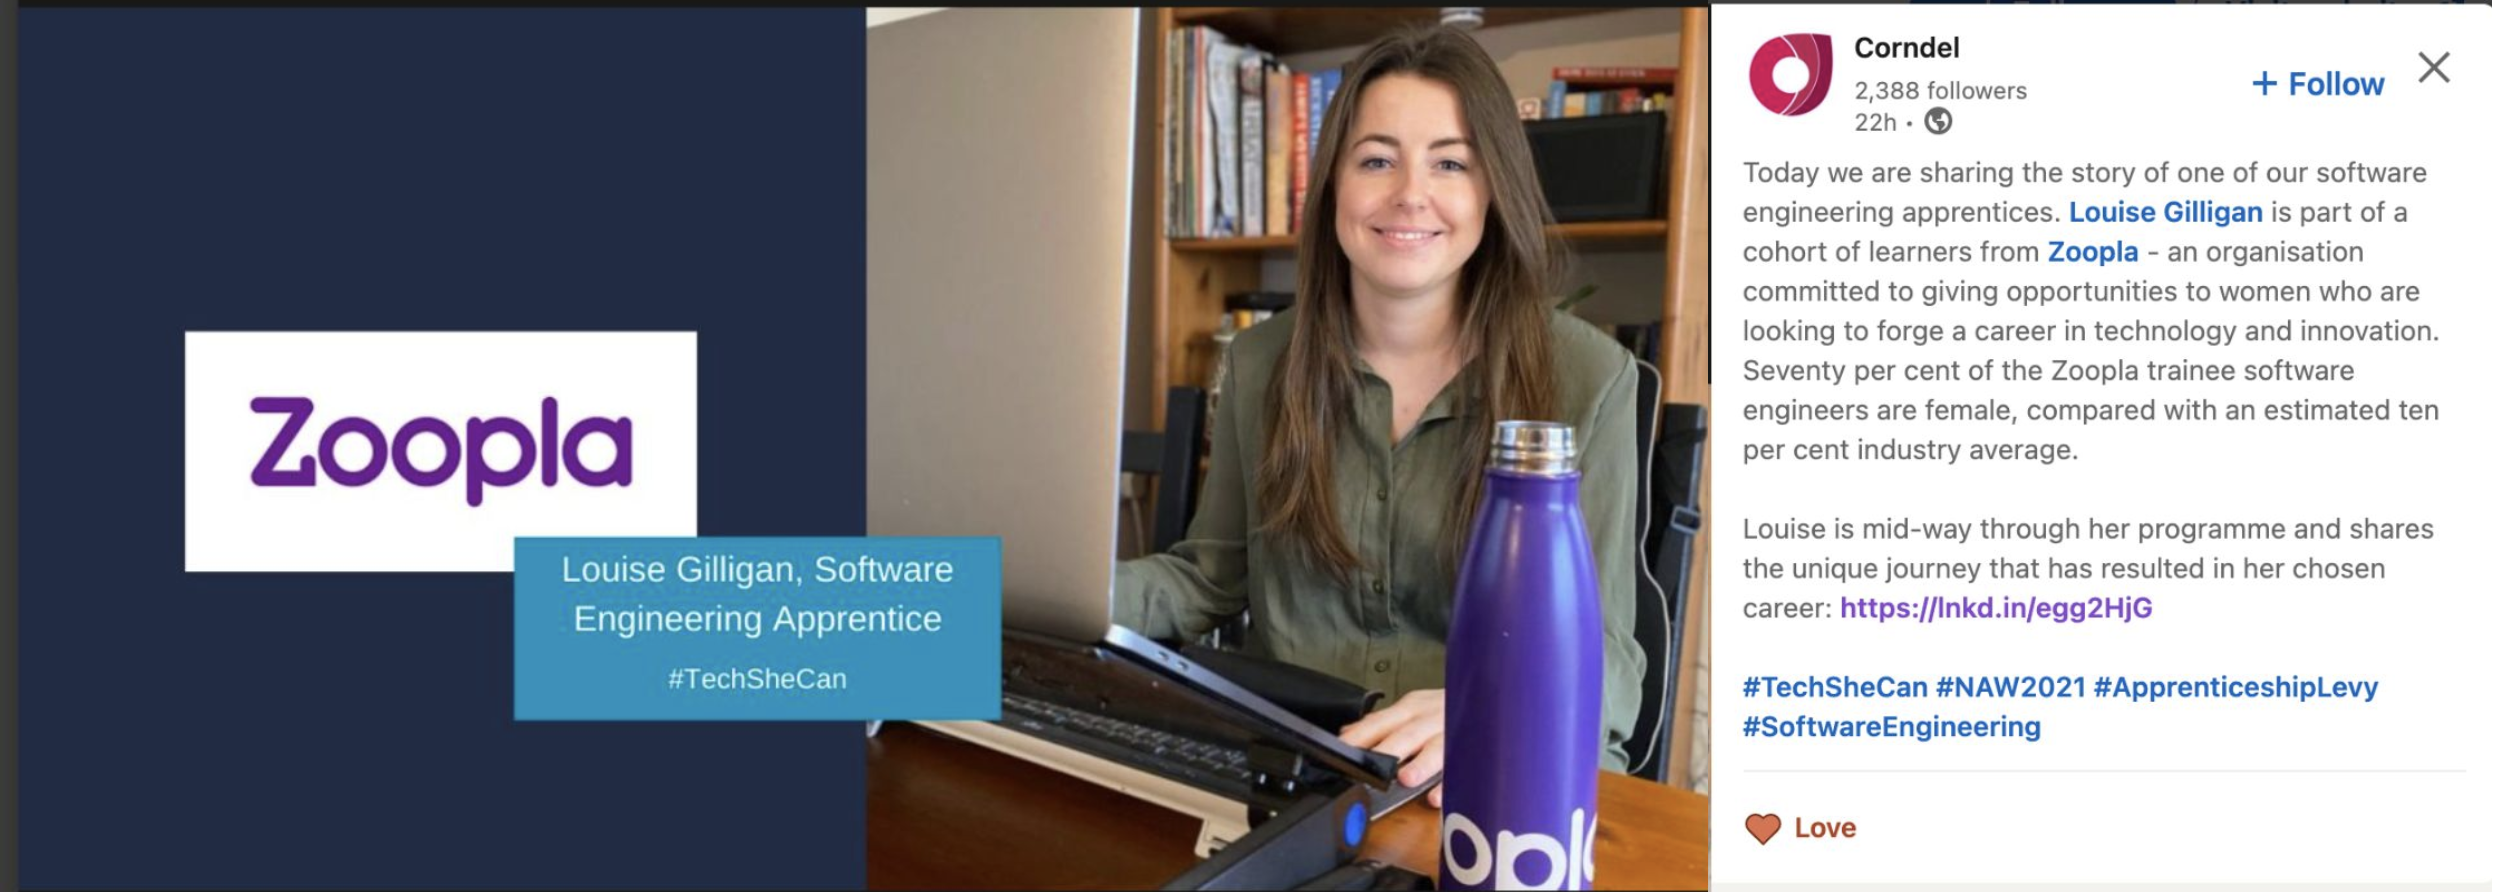 Zoopla
Louise Gilligan, Software
Engineering Apprentice
#TechSheCan
opl
Corndel
2,388 followers
22h •
+ Follow
Today we are sharing the story of one of our software
engineering apprentices. Louise Gilligan is part of a
cohort of learners from Zoopla - an organisation
committed to giving opportunities to women who are
looking to forge a career in technology and innovation.
Seventy per cent of the Zoopla trainee software
engineers are female, compared with an estimated ten
per cent industry average.
Louise is mid-way through her programme and shares
the unique journey that has resulted in her chosen
career: https://lnkd.in/egg2HjG
#TechSheCan #NAW2021 #ApprenticeshipLevy
#SoftwareEngineering
Love